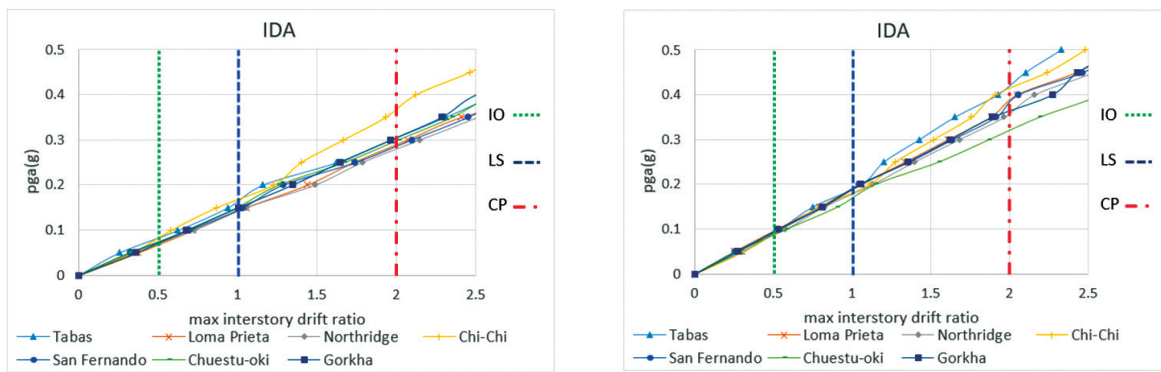 IDA
0.5
0.4
0.3
0.2
0.1
0
pga(g)
0 0.5 1 1.5 2 2.5
max interstory drift ratio
IO
LS
CP
Tabas Loma Prieta Northridge Chi-Chi
San Fernando Chuestu-oki Gorkha
IDA
0.5
0.4
0.3
0.2
0.1
0
pga(g)
0 0.5 1 1.5 2 2.5
max interstory drift ratio
IO
LS
CP
Tabas Loma Prieta Northridge Chi-Chi
San Fernando Chuestu-oki Gorkha